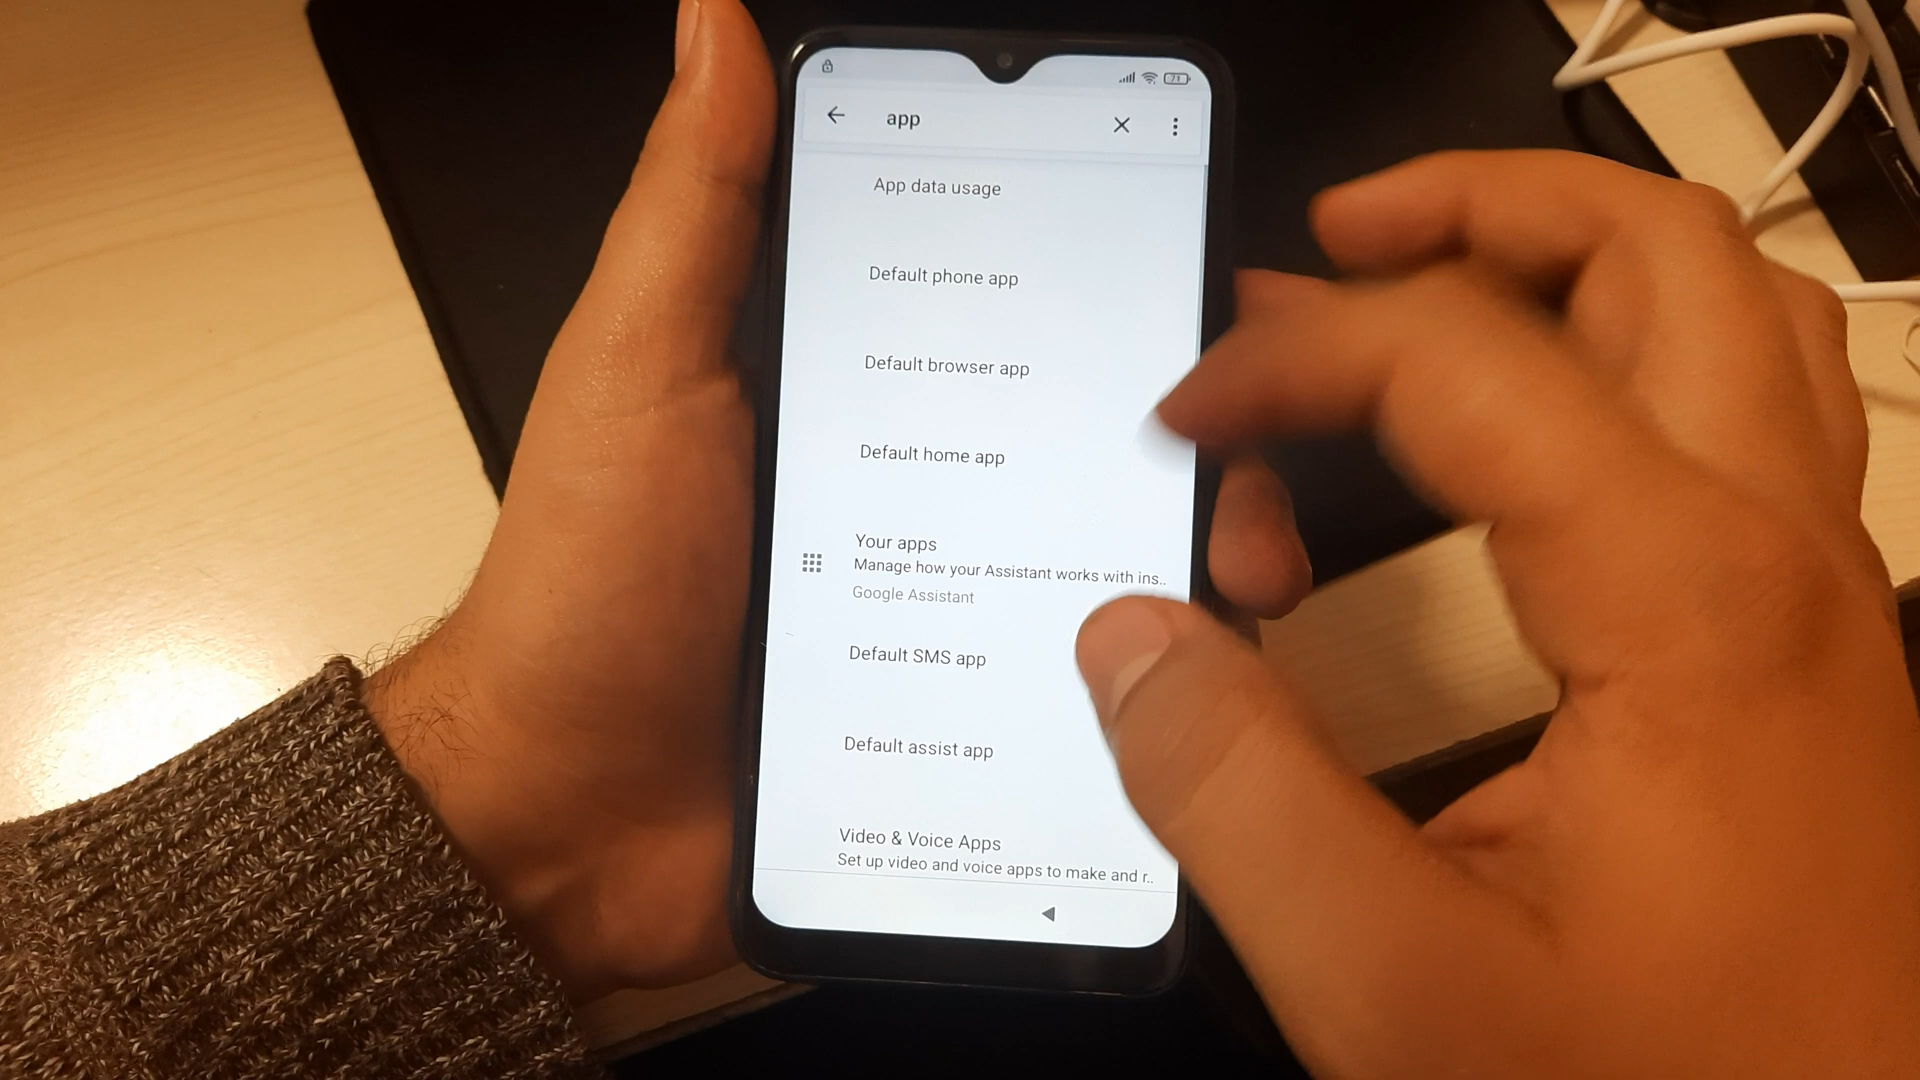 71
app
App data usage
Default phone app
Default browser app
Default home app
Your apps
Manage how your Assistant works with ins..
Google Assistant
Default SMS app
Default assist app
Video & Voice Apps
Set up video and voice apps to make and r..